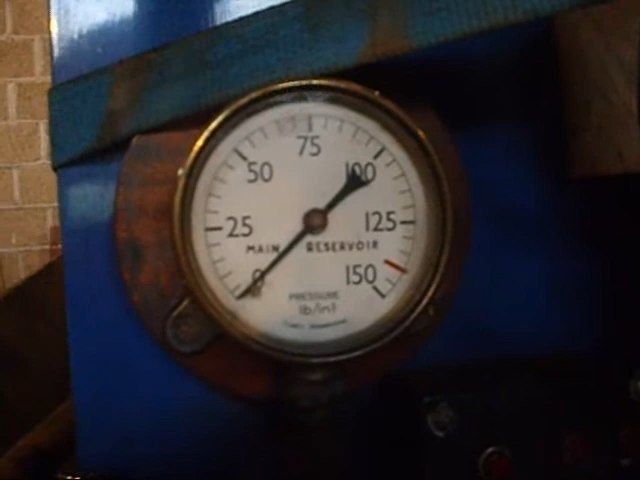 75
50 100
25 125
MAIN RESERVOIR
0 150
PRESSURE
lb/in²